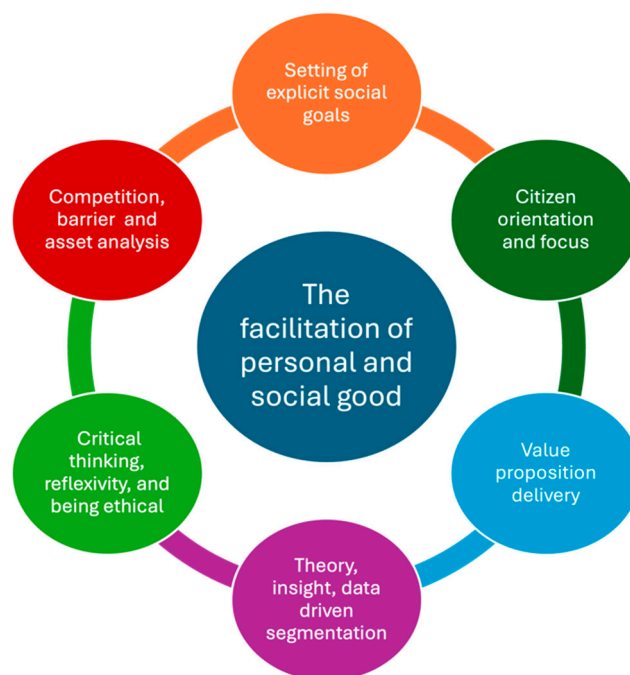 Setting of
explicit social
goals
Competition,
barrier and
asset analysis
Citizen
orientation
and focus
The
facilitation of
personal and
social good
Critical
thinking,
reflexivity, and
being ethical
Value
proposition
delivery
Theory,
insight, data
driven
segmentation